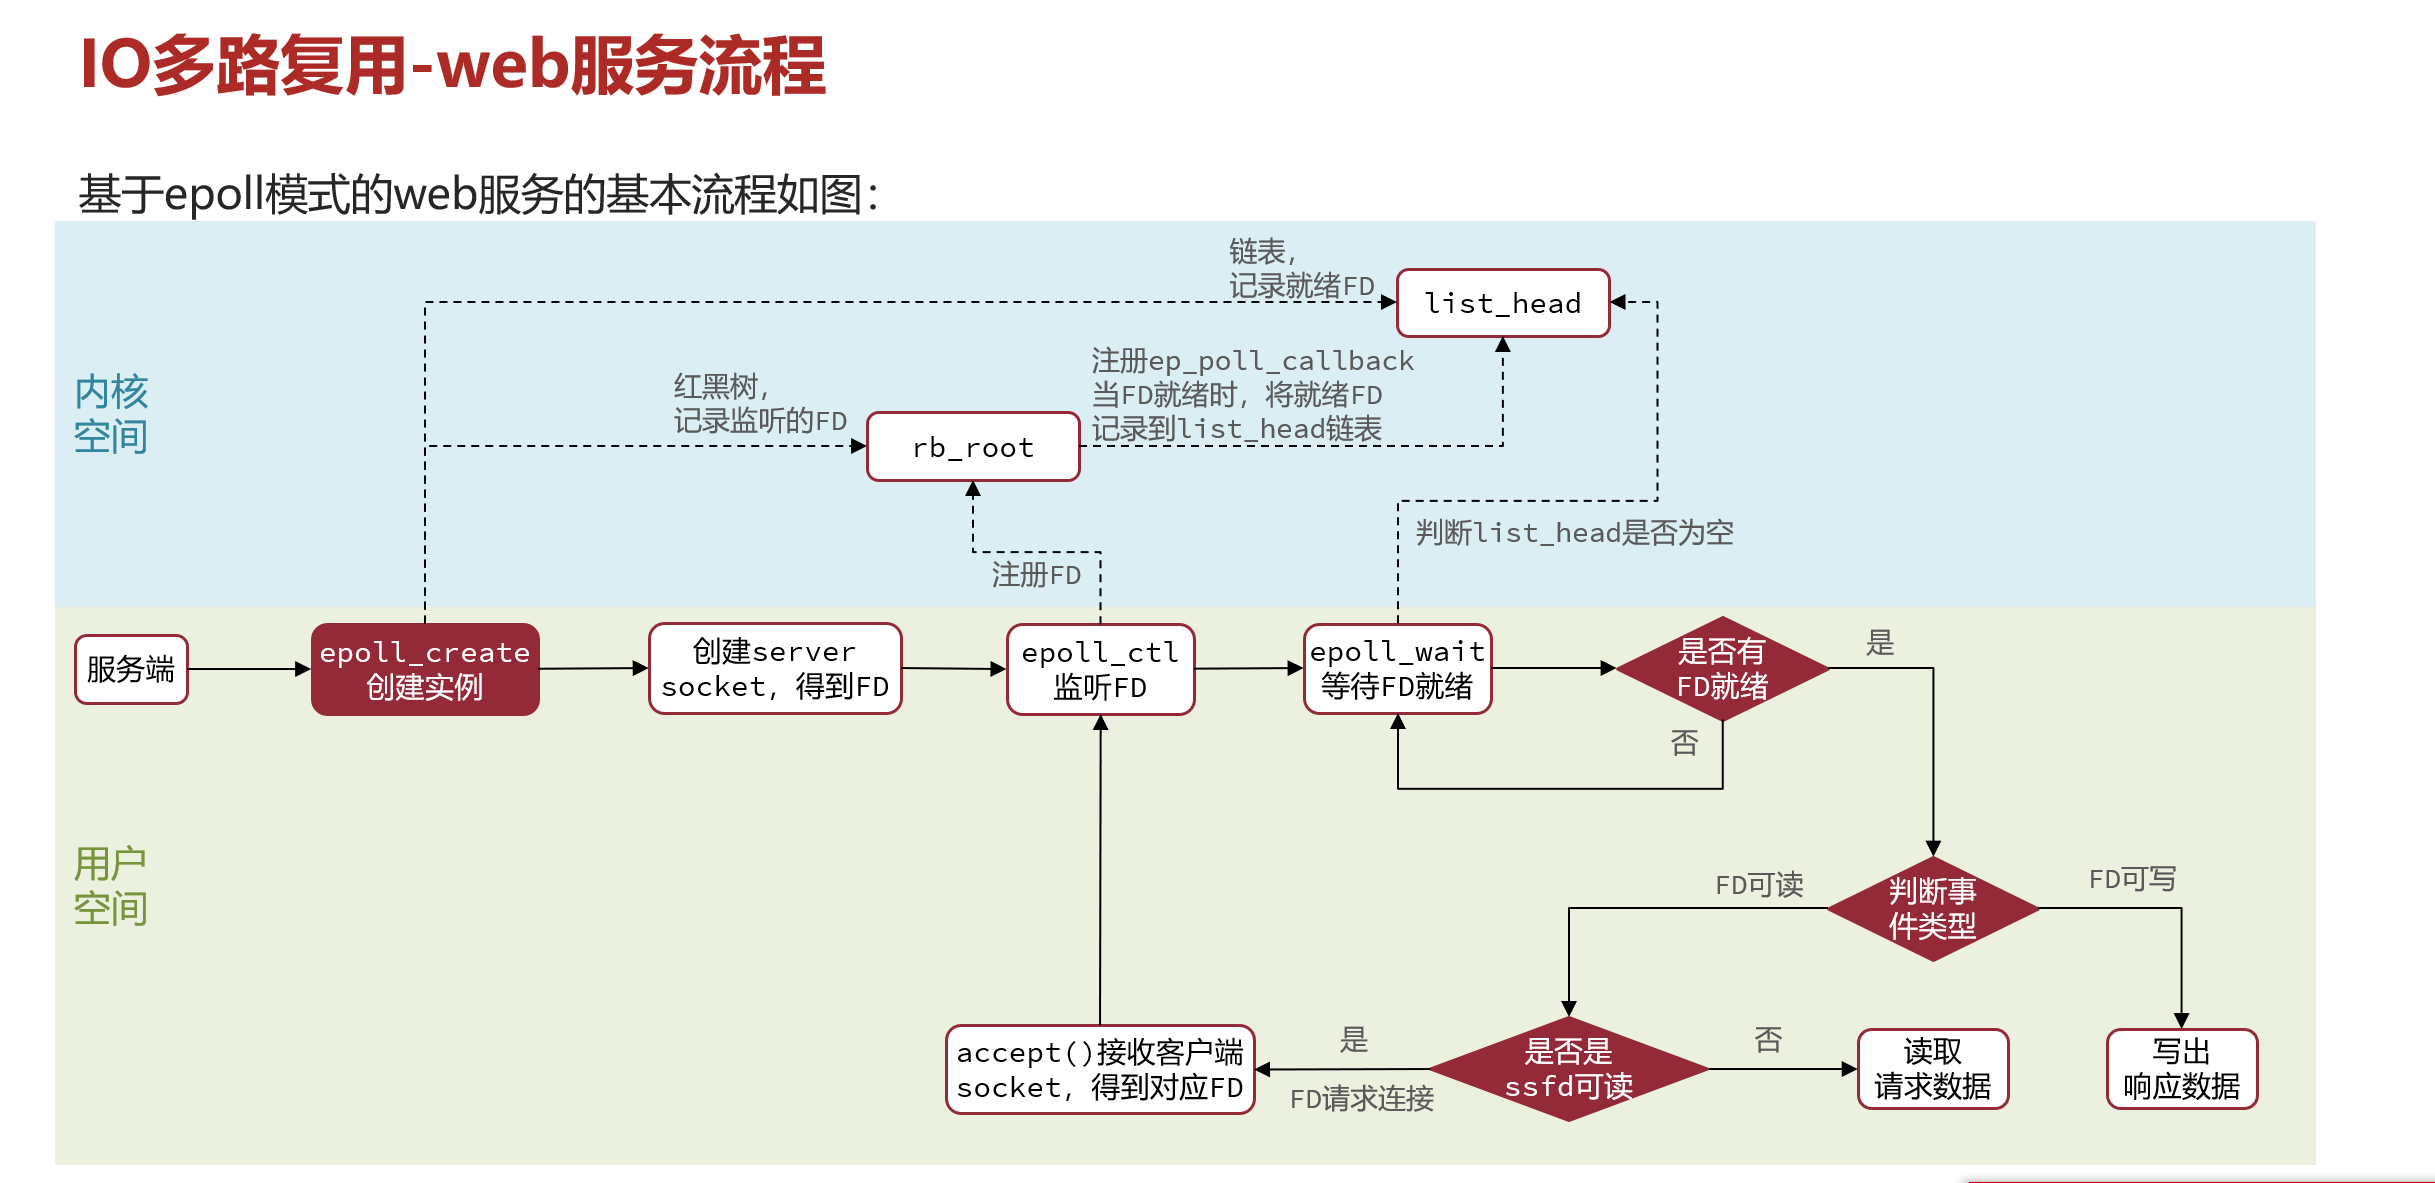 IO多路复用-web服务流程
基于epoll模式的web服务的基本流程如图：
链表，
记录就绪FD
list_head
注册ep_poll_callback
当FD就绪时，将就绪FD
记录到list_head链表
红黑树，
记录监听的FD
rb_root
内核
空间
判断list_head是否为空
注册FD
服务端
epoll_create
创建实例
创建server
socket，得到FD
epoll_ctl
监听FD
epoll_wait
等待FD就绪
是否有
FD就绪
是
否
用户
空间
FD可读
判断事
件类型
FD可写
accept()接收客户端
socket，得到对应FD
是
FD请求连接
是否是
ssfd可读
否
读取
请求数据
写出
响应数据